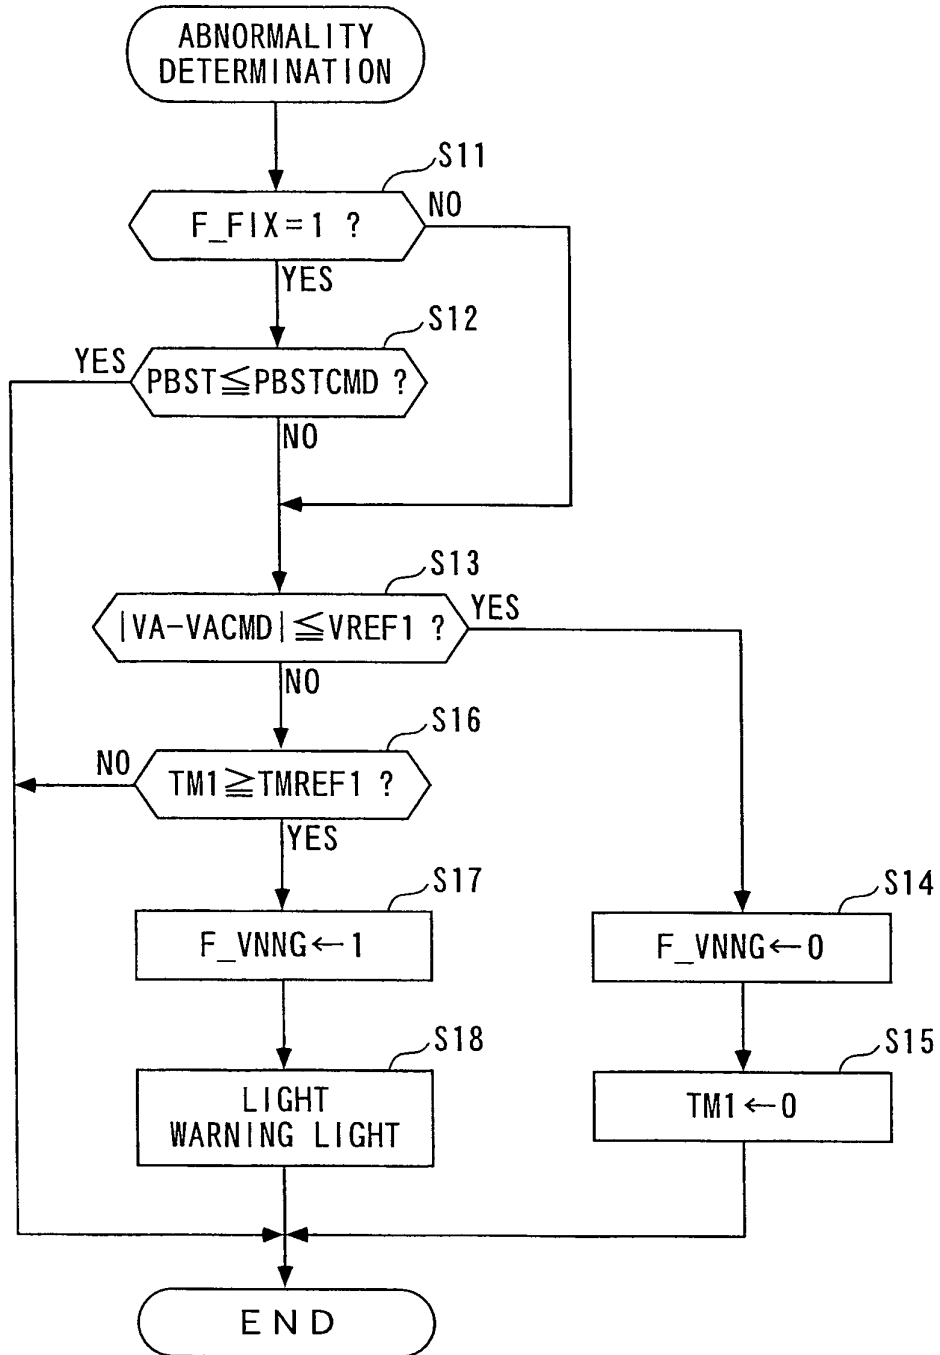 ABNORMALITY
DETERMINATION
S11
F_FIX=1 ?
NO
YES
S12
YES
PBST≦PBSTCMD ?
NO
S13
|VA-VACMD|≦VREF1 ?
YES
NO
S16
NO
TM1≧TMREF1 ?
YES
S17
F_VNNG←1
S14
F_VNNG←0
S18
LIGHT
WARNING LIGHT
S15
TM1←0
END